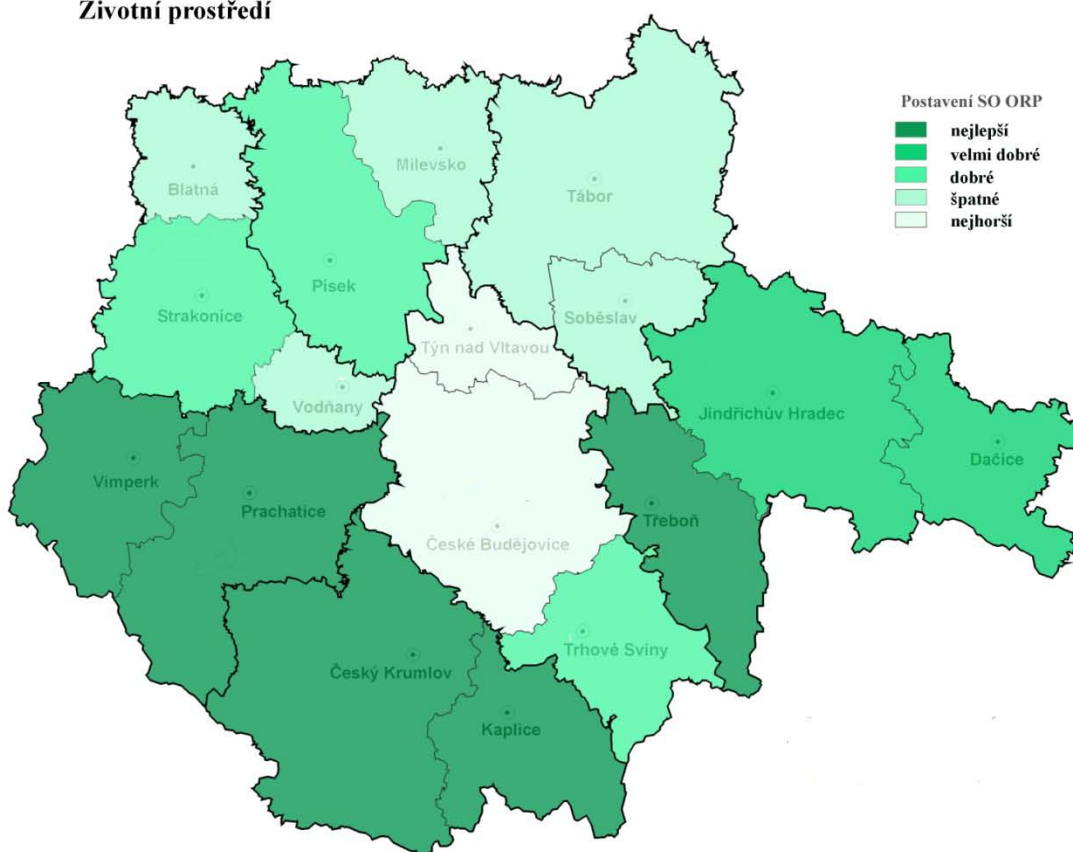 Životní prostředí
Postavení SO ORP
nejlepší
velmi dobré
dobré
špatné
nejhorší
Milevsko
Blatná
Tábor
Písek
Strakonice
Soběslav
Týn nad Vltavou
Vodňany
Jindřichův Hradec
Dačice
Vimperk
Prachatice
Třeboň
České Budějovice
Trhové Sviny
Český Krumlov
Kaplice